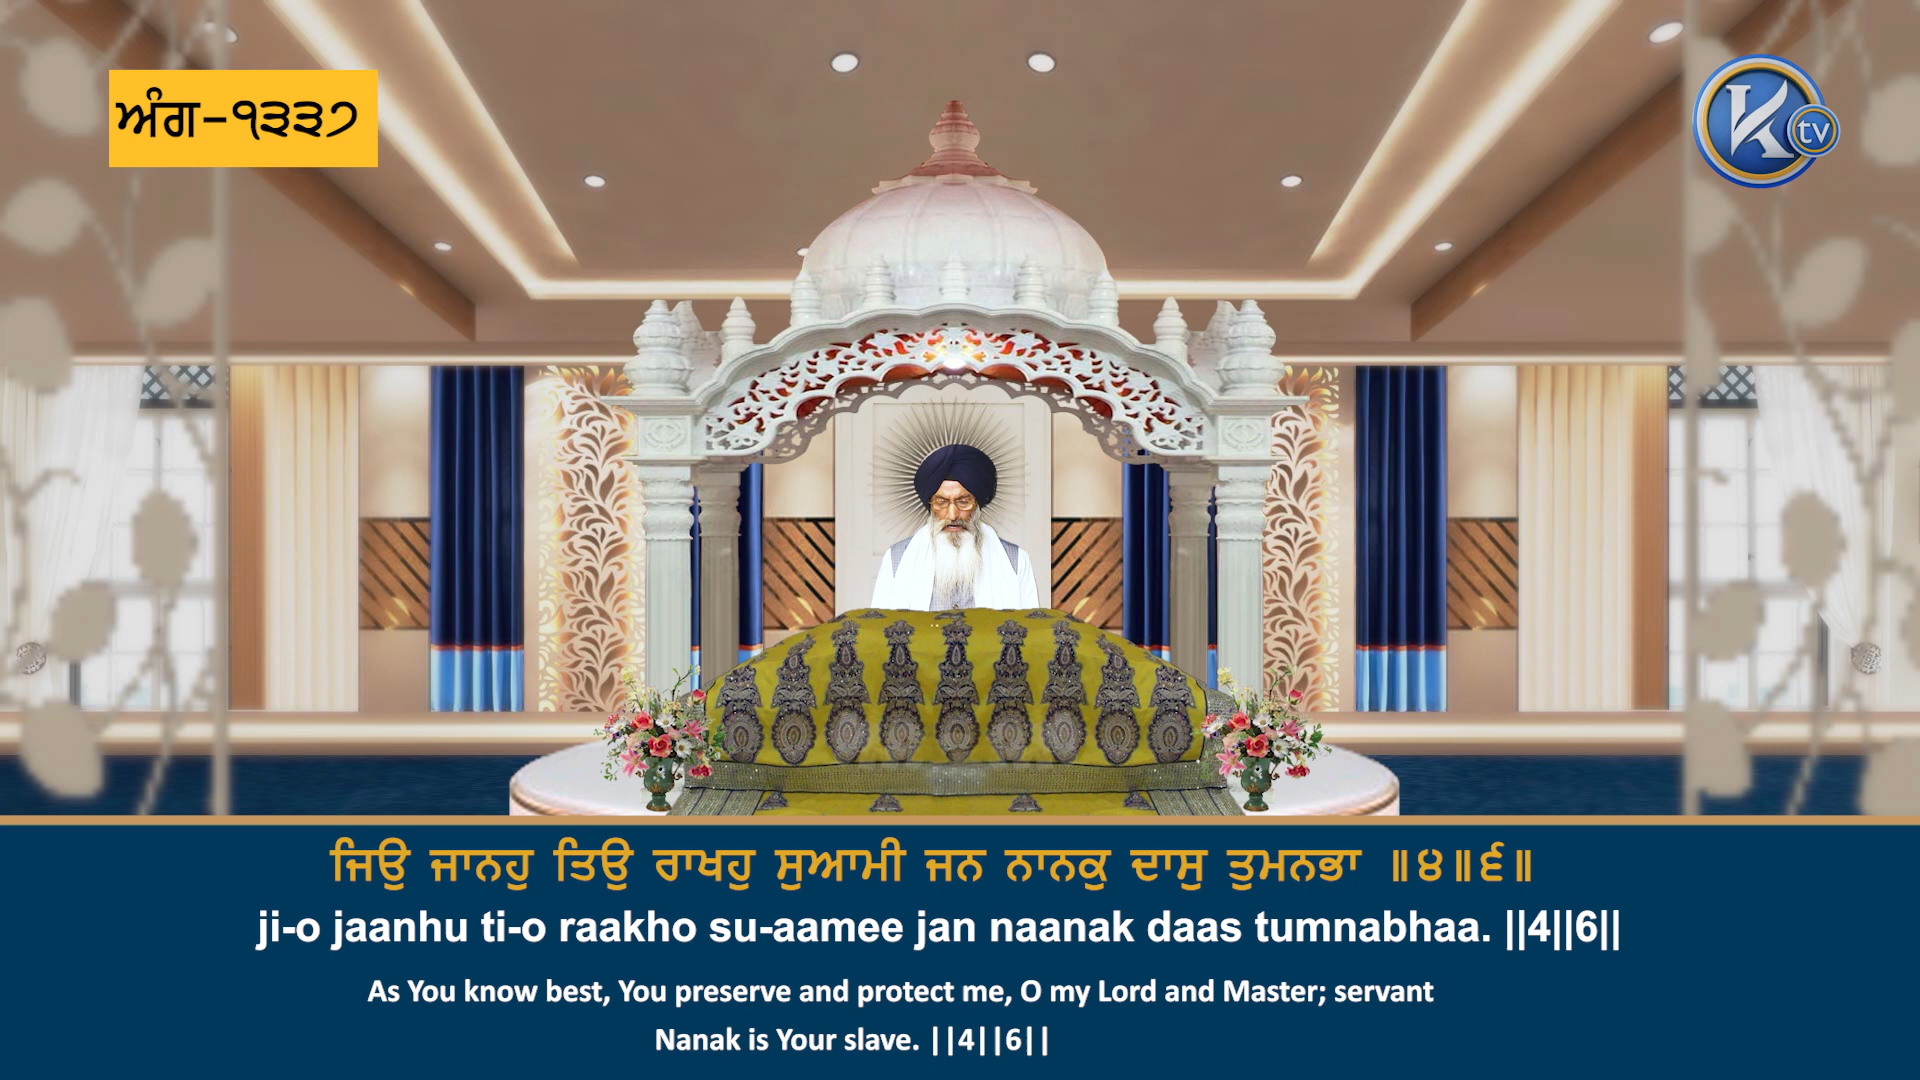 ਅੰਗ-੧੩੩੭
K tv
ਜਿਉ ਜਾਨਹੁ ਤਿਉ ਰਾਖਹੁ ਸੁਆਮੀ ਜਨ ਨਾਨਕੁ ਦਾਸੁ ਤੁਮਨਭਾ ॥੪॥੬॥
ji-o jaanhu ti-o raakho su-aamee jan naanak daas tumnabhaa. ||4||6||
As You know best, You preserve and protect me, O my Lord and Master; servant
Nanak is Your slave. ||4||6||